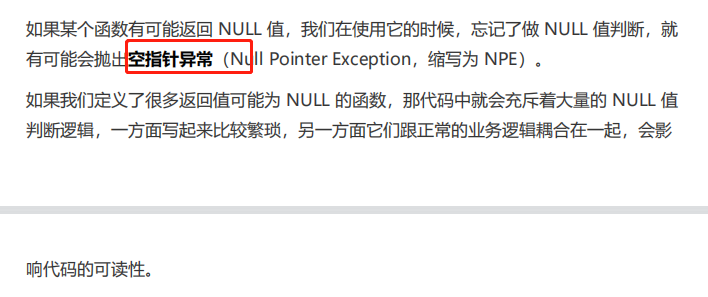 如果某个函数有可能返回 NULL 值，我们在使用它的时候，忘记了做 NULL 值判断，就
有可能会抛出空指针异常（Null Pointer Exception，缩写为 NPE）。
如果我们定义了很多返回值可能为 NULL 的函数，那代码中就会充斥着大量的 NULL 值
判断逻辑，一方面写起来比较繁琐，另一方面它们跟正常的业务逻辑耦合在一起，会影
响代码的可读性。